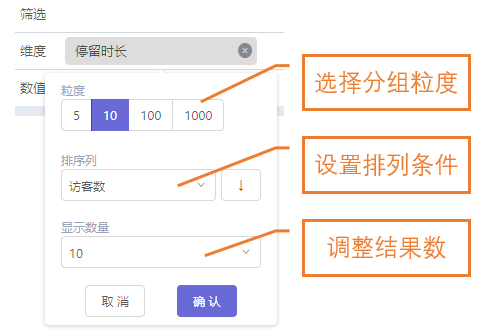 筛选
维度 停留时长
数值
粒度
5 10 100 1000
选择分组粒度
排序列
访客数 ↓
设置排列条件
显示数量
10
调整结果数
取 消 确 认